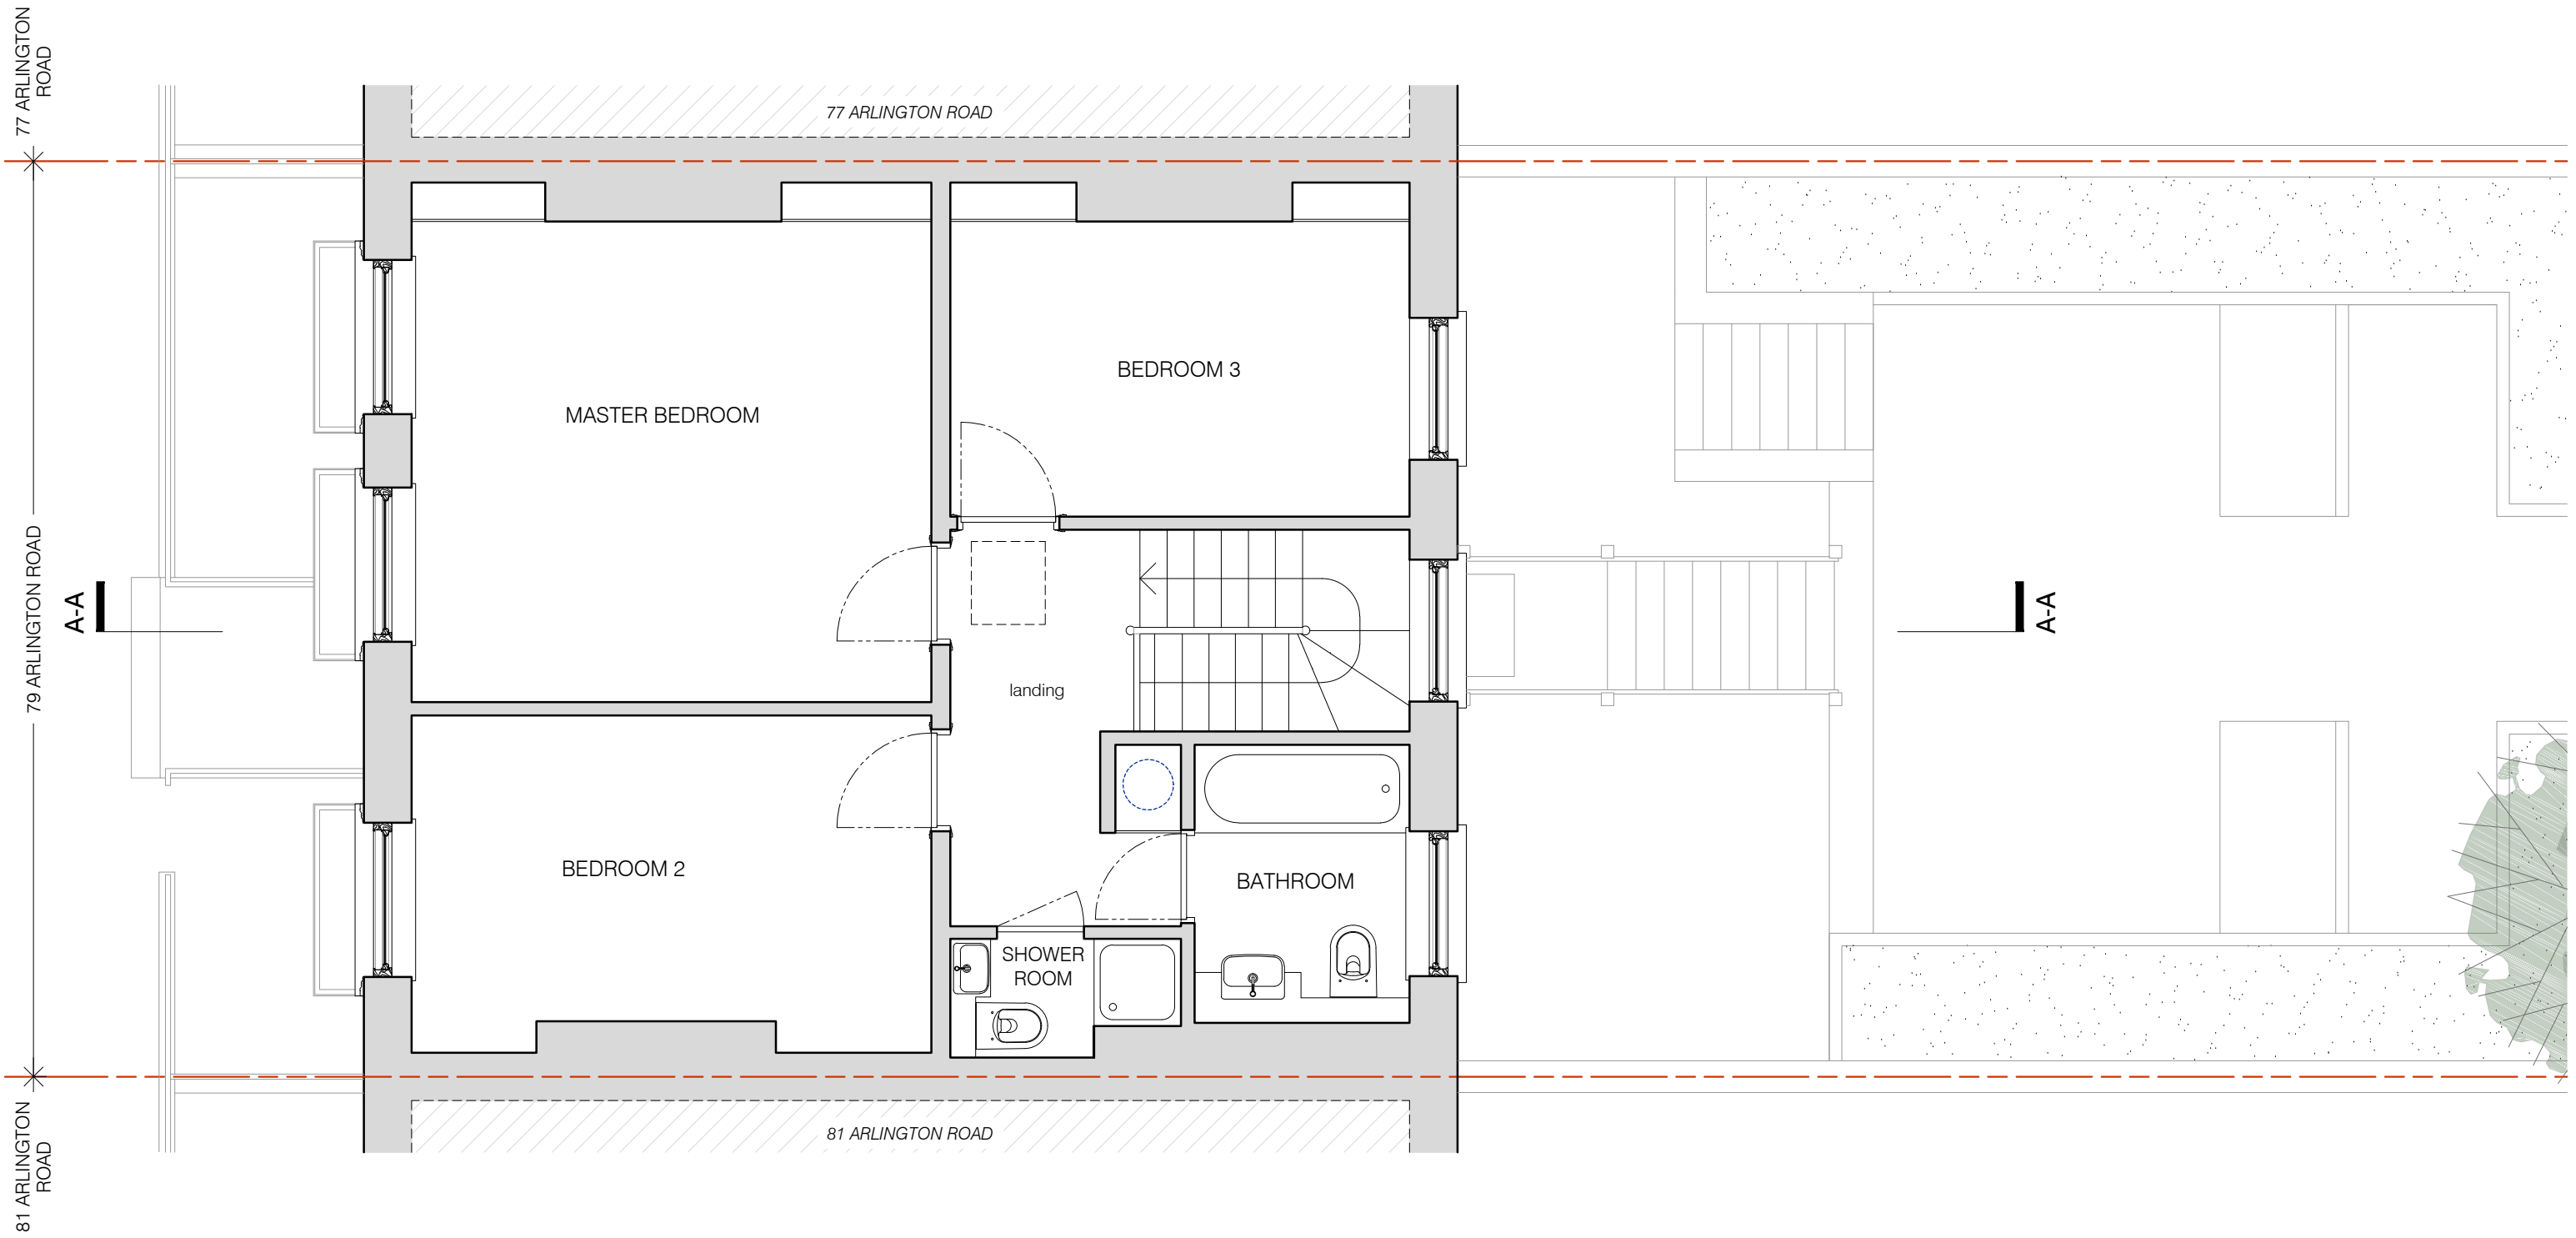 77 ARLINGTON
ROAD
77 ARLINGTON ROAD
BEDROOM 3
MASTER BEDROOM
79 ARLINGTON ROAD
A-A
A-A
landing
BEDROOM 2
BATHROOM
SHOWER
ROOM
81 ARLINGTON ROAD
81 ARLINGTON
ROAD